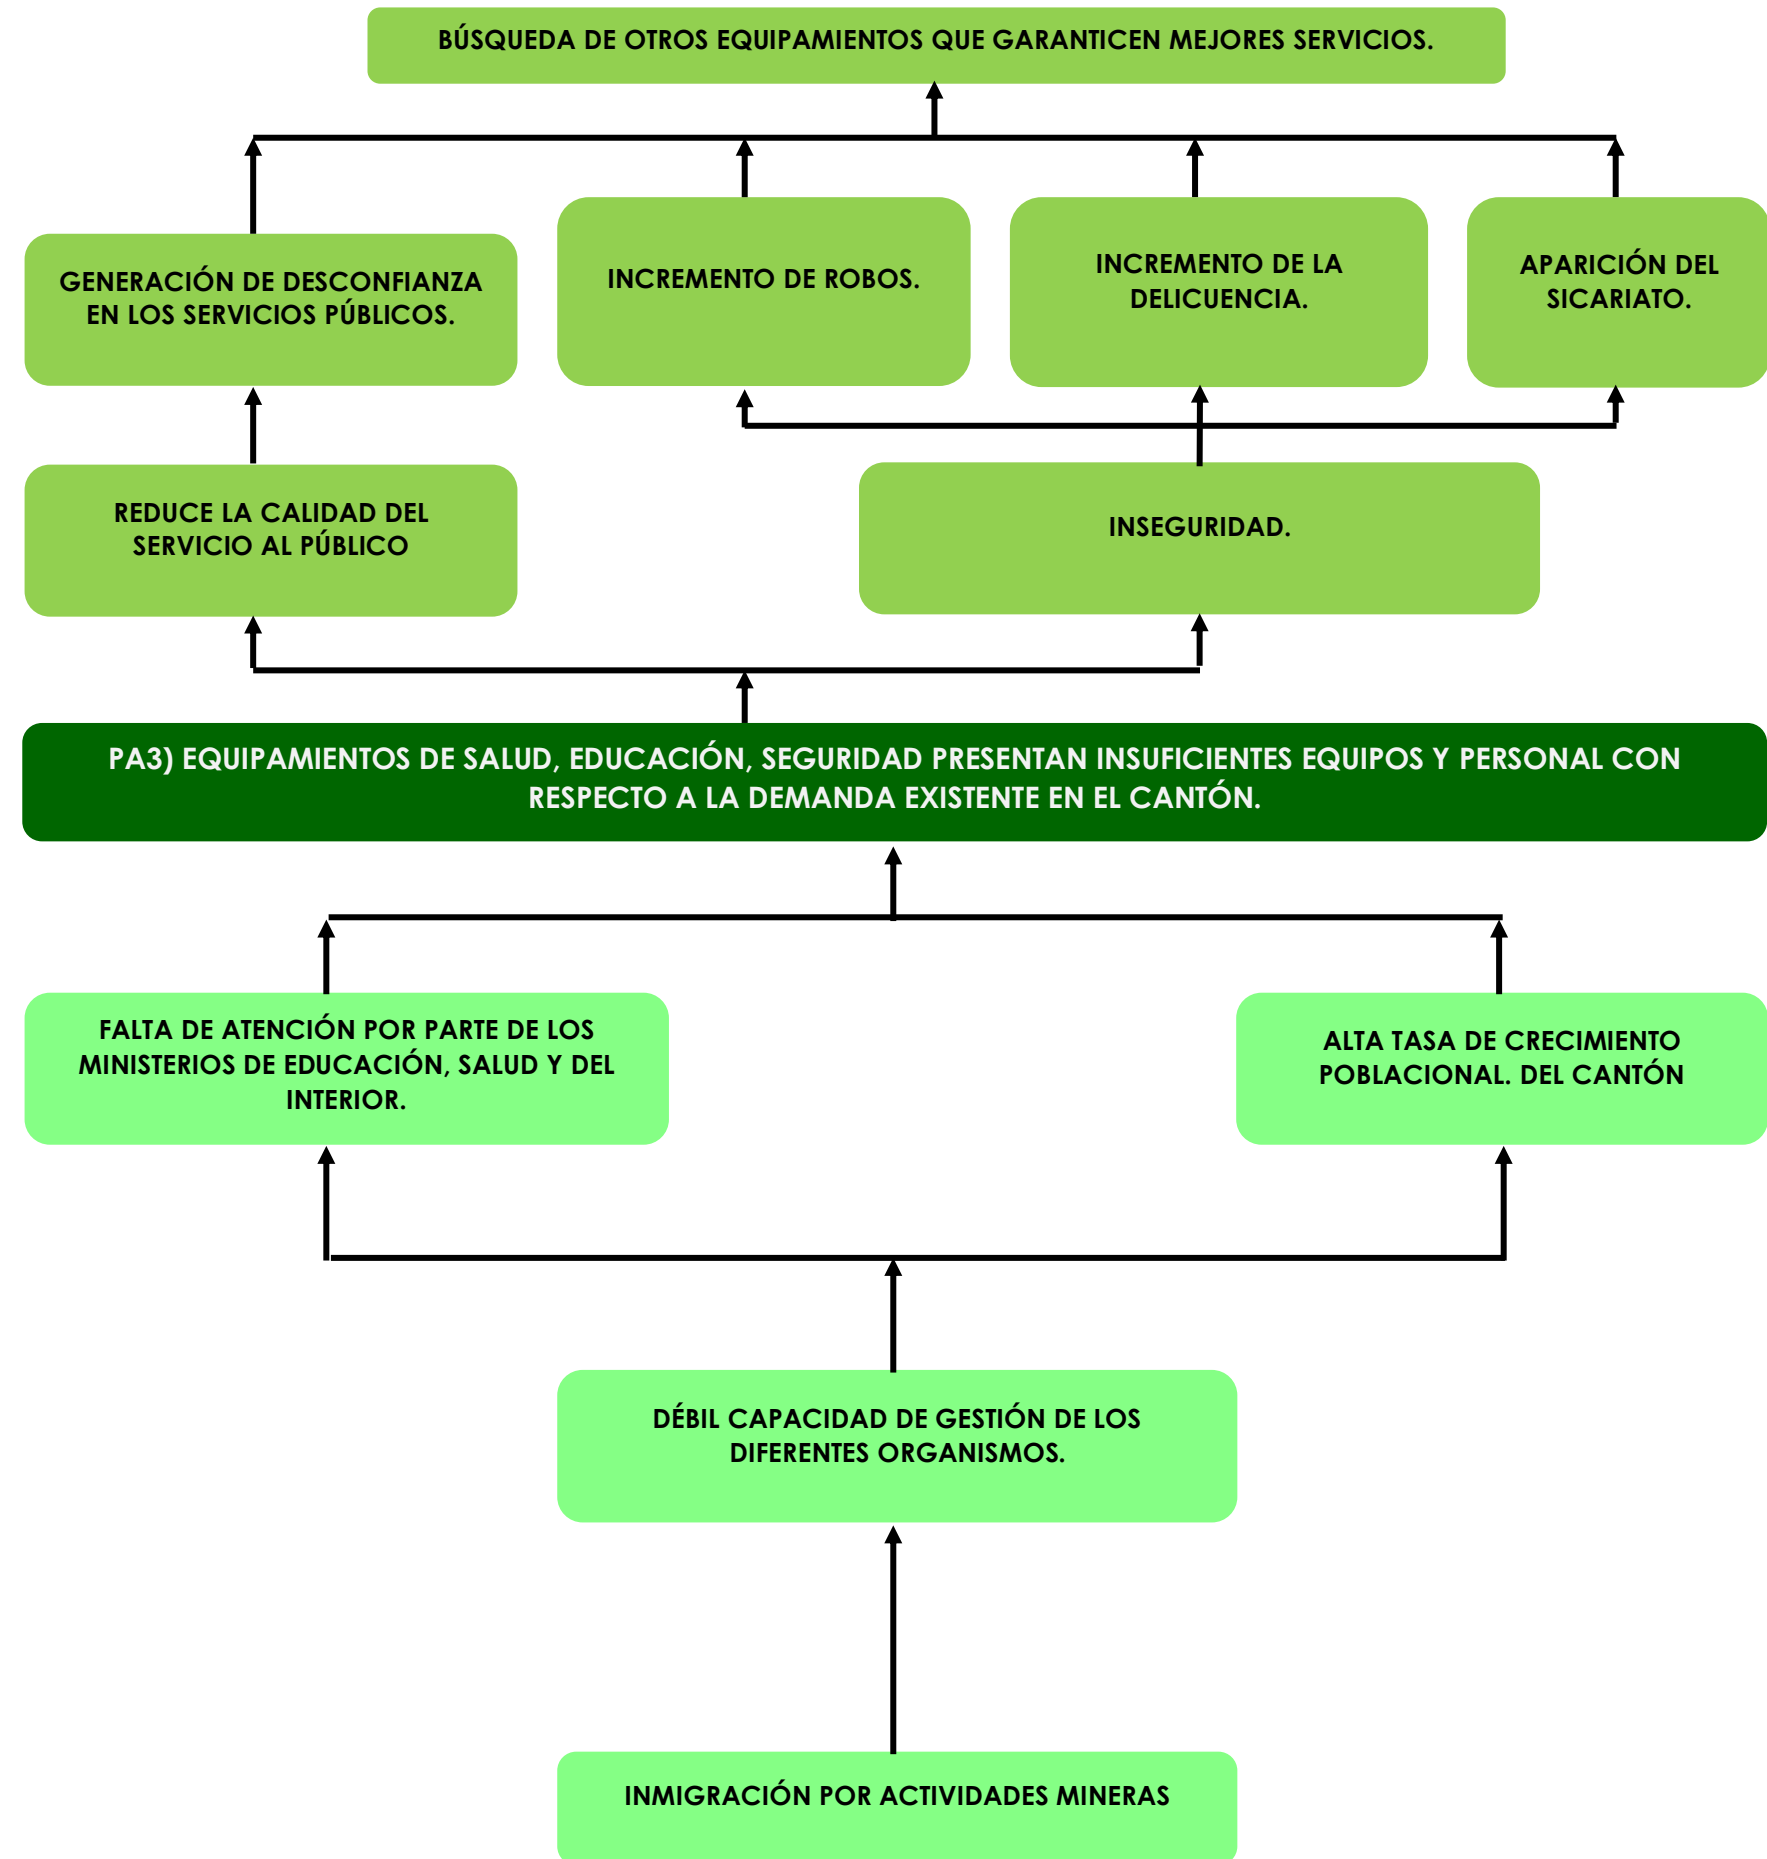 BÚSQUEDA DE OTROS EQUIPAMIENTOS QUE GARANTICEN MEJORES SERVICIOS.
GENERACIÓN DE DESCONFIANZA
EN LOS SERVICIOS PÚBLICOS.
INCREMENTO DE ROBOS.
INCREMENTO DE LA
DELICUENCIA.
APARICIÓN DEL
SICARIATO.
REDUCE LA CALIDAD DEL
SERVICIO AL PÚBLICO
INSEGURIDAD.
PA3) EQUIPAMIENTOS DE SALUD, EDUCACIÓN, SEGURIDAD PRESENTAN INSUFICIENTES EQUIPOS Y PERSONAL CON
RESPECTO A LA DEMANDA EXISTENTE EN EL CANTÓN.
FALTA DE ATENCIÓN POR PARTE DE LOS
MINISTERIOS DE EDUCACIÓN, SALUD Y DEL
INTERIOR.
ALTA TASA DE CRECIMIENTO
POBLACIONAL. DEL CANTÓN
DÉBIL CAPACIDAD DE GESTIÓN DE LOS
DIFERENTES ORGANISMOS.
INMIGRACIÓN POR ACTIVIDADES MINERAS